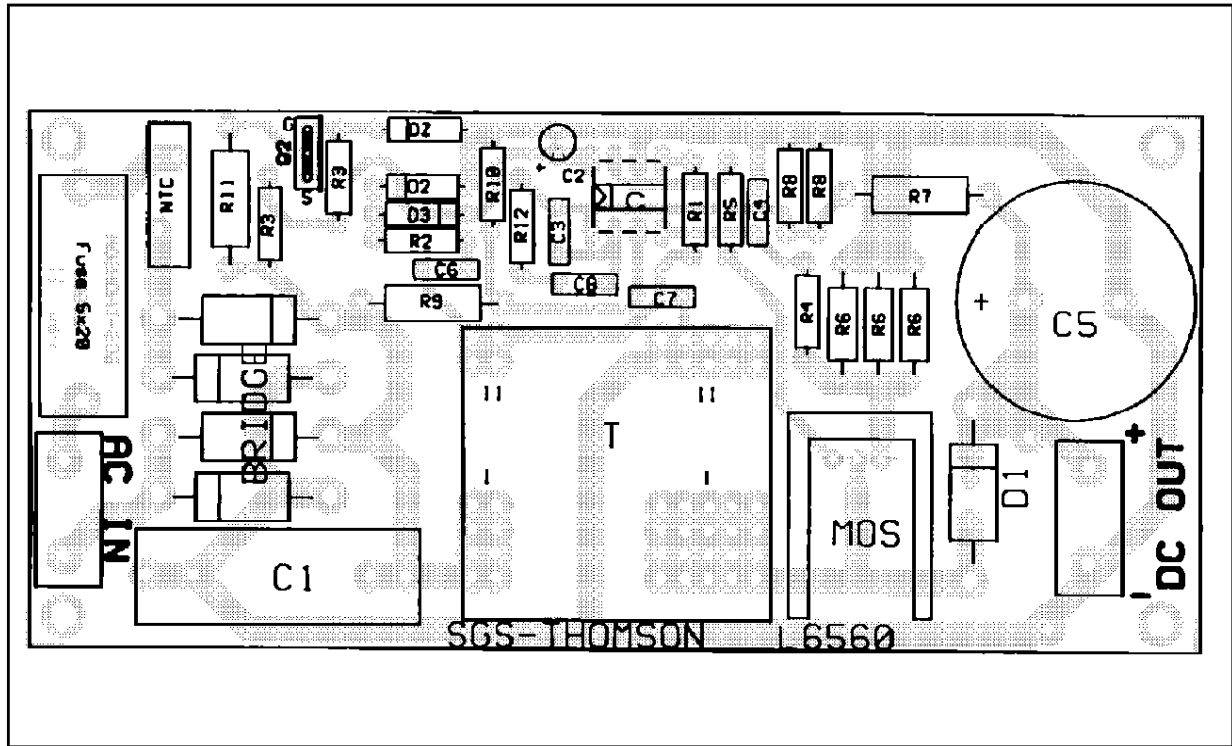 G
Q2
S
NTC
R11
R3
R3
DZ
D2
D3
R2
C6
R9
R10
R12
C2
+
C3
C8
C7
R1
R5
C4
R8
R8
R7
R4
R6
R6
R6
+
C5
Fuse 5x20
BRIDG
T
AC IN
C1
MOS
D1
+
DC OUT
-
SGS-THOMSON L6560